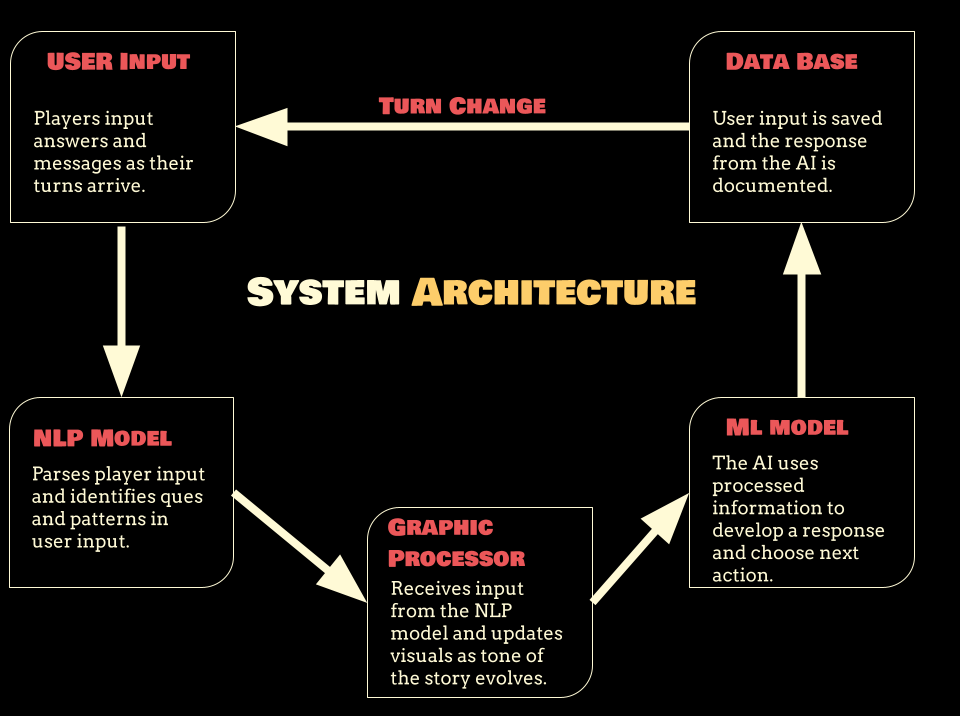 USER Input
Players input
answers and
messages as their
turns arrive.
Turn Change
Data Base
User input is saved
and the response
from the AI is
documented.
System Architecture
NLP Model
Parses player input
and identifies ques
and patterns in
user input.
Graphic
Processor
Receives input
from the NLP
model and updates
visuals as tone of
the story evolves.
Ml model
The AI uses
processed
information to
develop a response
and choose next
action.